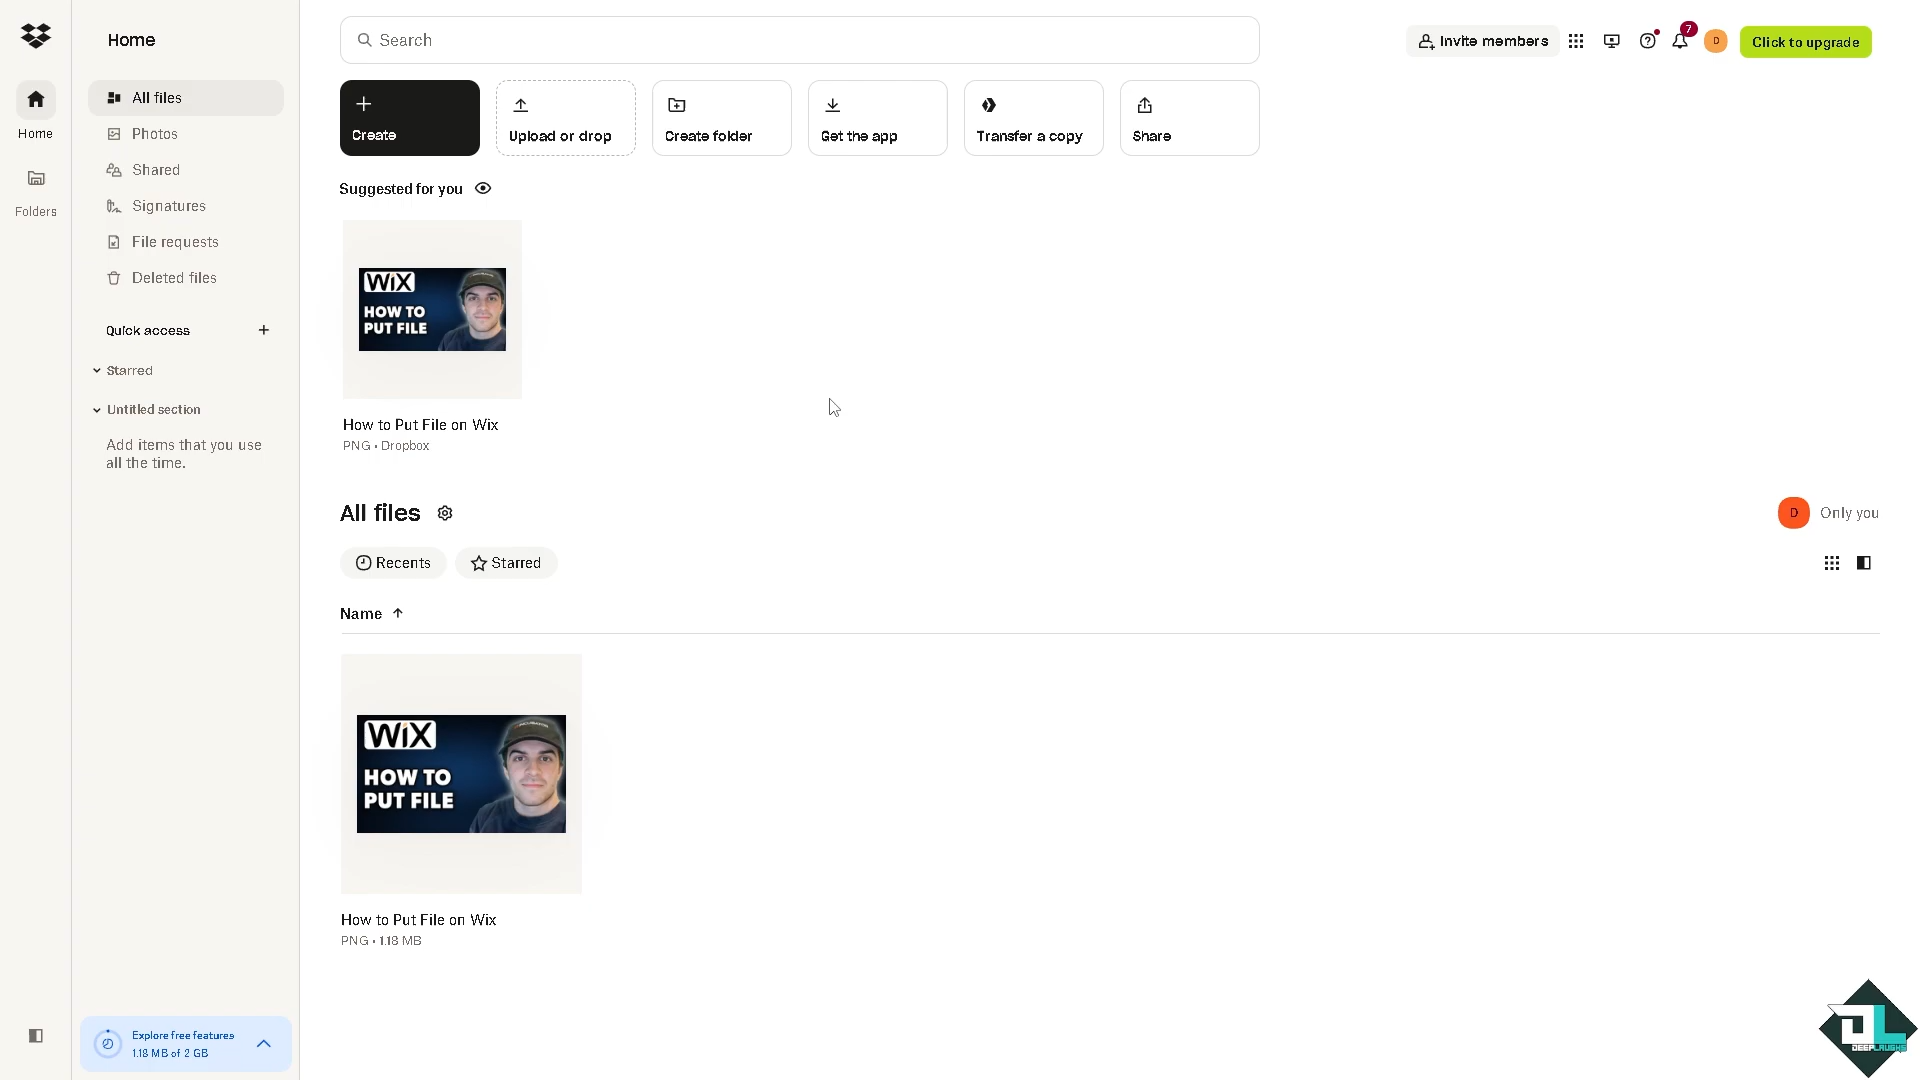 Home
Search
Invite members
7
D
Click to upgrade
Home
Folders
All files
Photos
Shared
Signatures
File requests
Deleted files
Quick access
Starred
Untitled section
Add items that you use
all the time.
Create
Upload or drop
Create folder
Get the app
Transfer a copy
Share
Suggested for you
WiX
HOW TO
PUT FILE
How to Put File on Wix
PNG • Dropbox
All files
D
Only you
Recents
Starred
Name
WiX
HOW TO
PUT FILE
How to Put File on Wix
PNG • 1.18 MB
Explore free features
1.18 MB of 2 GB
DL
DEEPLAUGHS